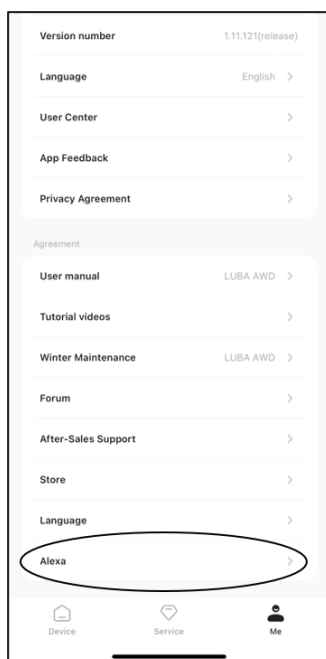 Version number 1.11.121(release)
Language English
User Center
App Feedback
Privacy Agreement
Agreement
User manual LUBA AWD
Tutorial videos
Winter Maintenance LUBA AWD
Forum
After-Sales Support
Store
Language
Alexa
Device Service Me